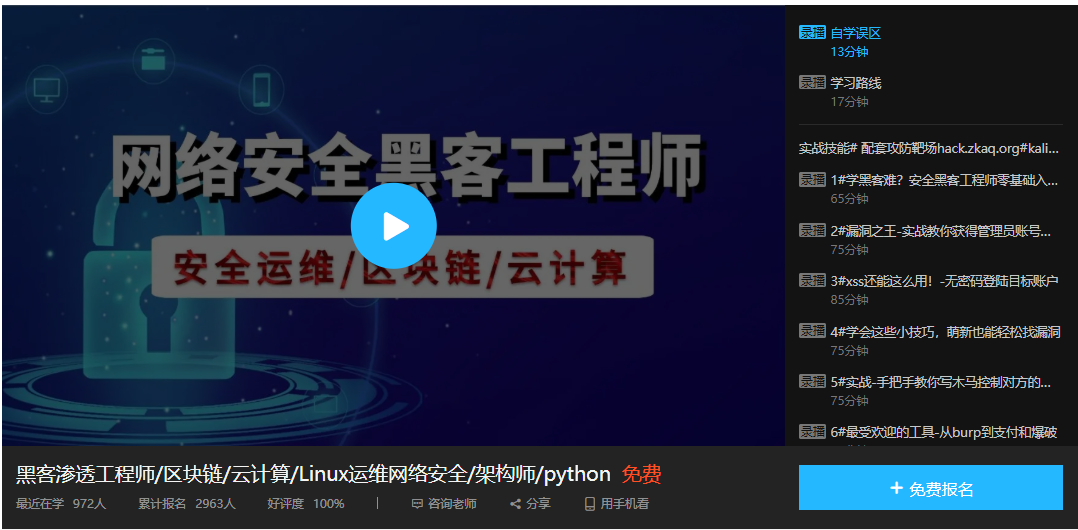 网络安全黑客工程师
安全运维/区块链/云计算
录播 自学误区
13分钟
录播 学习路线
17分钟
实战技能# 配套攻防靶场hack.zkaq.org#kali...
录播 1#学黑客难？安全黑客工程师零基础入...
65分钟
录播 2#漏洞之王-实战教你获得管理员账号...
75分钟
录播 3#xss还能这么用！-无密码登陆目标账户
85分钟
录播 4#学会这些小技巧，萌新也能轻松找漏洞
75分钟
录播 5#实战-手把手教你写木马控制对方的...
75分钟
录播 6#最受欢迎的工具-从burp到支付和爆破
黑客渗透工程师/区块链/云计算/Linux运维网络安全/架构师/python 免费
最近在学 972人 累计报名 2963人 好评度 100% 咨询老师 分享 用手机看
+ 免费报名